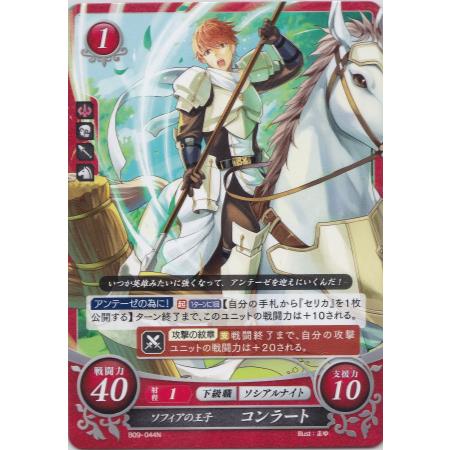 1
いつか英雄みたいに強くなって、アンテーゼを迎えにいくんだ！
アンテーゼの為に！ 起 1ターンに1回 【自分の手札から『セリカ』を1枚
公開する】ターン終了まで、このユニットの戦闘力は+10される。
攻撃の紋章 支 戦闘終了まで、自分の攻撃
ユニットの戦闘力は+20される。
戦闘力
40
射程 1 下級職 ソシアルナイト
支援力
10
ソフィアの王子 コンラート
B09-044N
Illust：まゆ